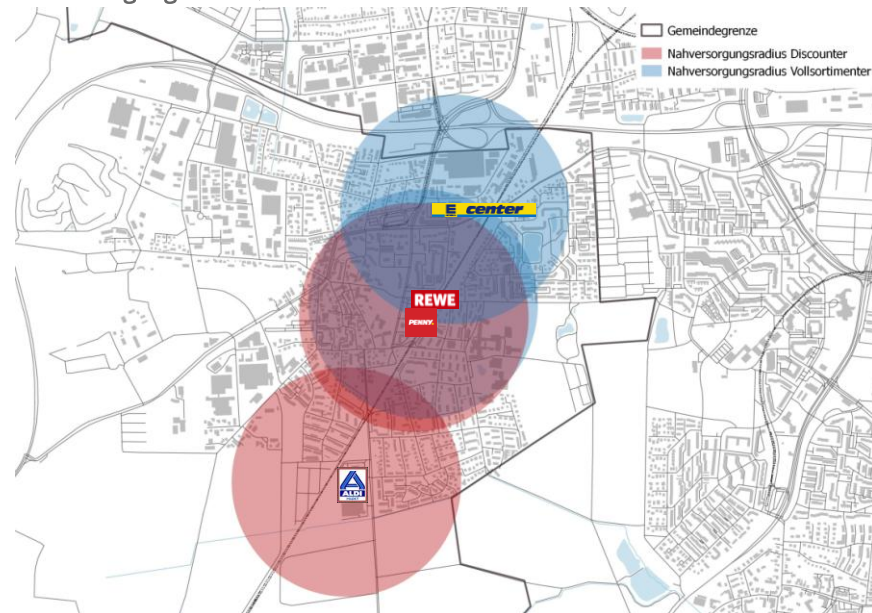 Gemeindegrenze
Nahversorgungsradius Discounter
Nahversorgungsradius Vollsortimenter
E center
REWE
PENNY.
ALDI